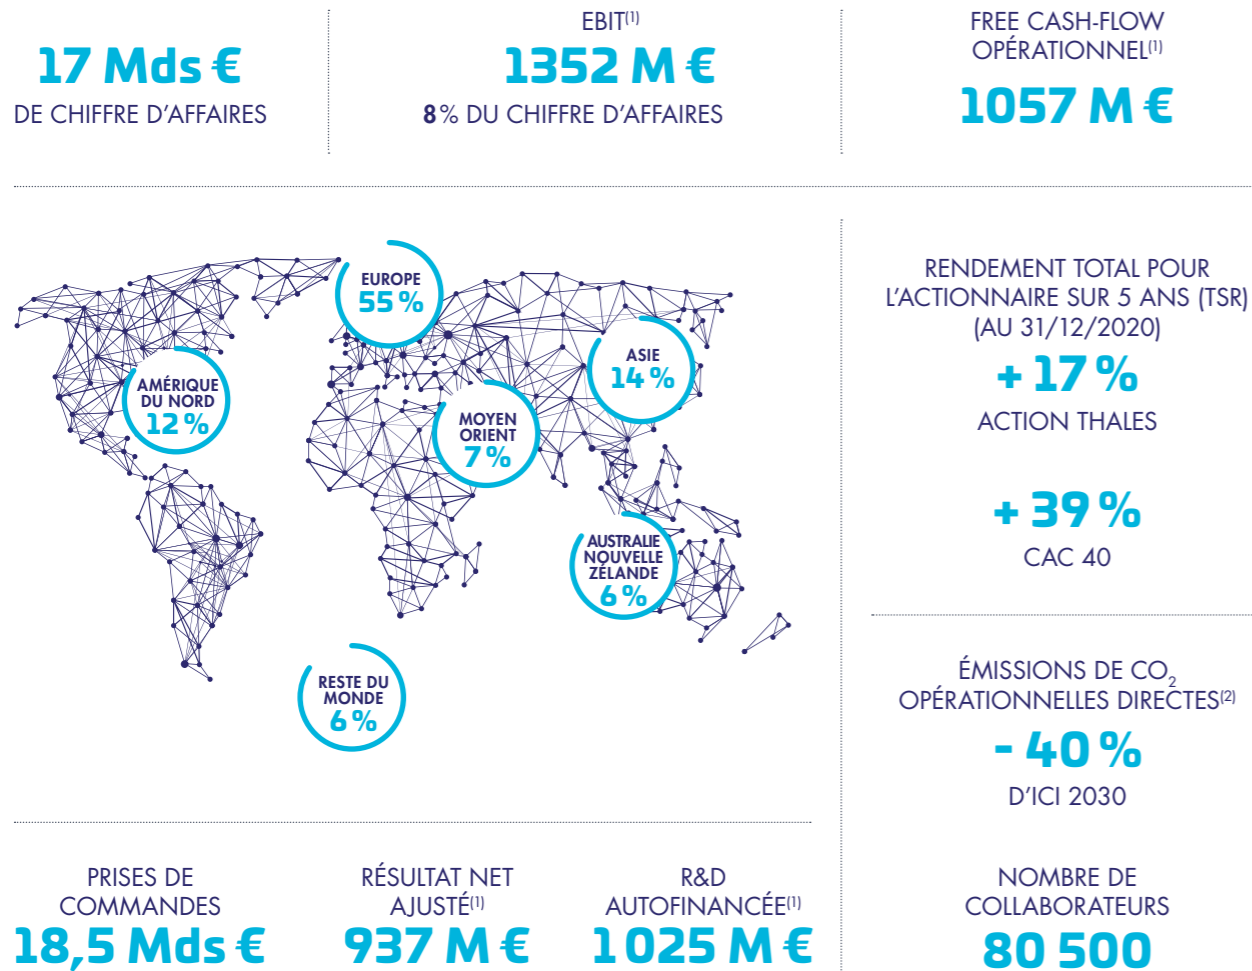 17 Mds €
DE CHIFFRE D’AFFAIRES
EBIT(1)
1352 M €
8 % DU CHIFFRE D’AFFAIRES
FREE CASH-FLOW
OPÉRATIONNEL(1)
1057 M €
EUROPE
55 %
ASIE
14 %
AMÉRIQUE
DU NORD
12 %
MOYEN
ORIENT
7 %
AUSTRALIE
NOUVELLE
ZÉLANDE
6 %
RESTE DU
MONDE
6 %
RENDEMENT TOTAL POUR
L’ACTIONNAIRE SUR 5 ANS (TSR)
(AU 31/12/2020)
+ 17 %
ACTION THALES
+ 39 %
CAC 40
ÉMISSIONS DE CO2
OPÉRATIONNELLES DIRECTES(2)
- 40 %
D’ICI 2030
PRISES DE
COMMANDES
18,5 Mds €
RÉSULTAT NET
AJUSTÉ(1)
937 M €
R&D
AUTOFINANCÉE(1)
1 025 M €
NOMBRE DE
COLLABORATEURS
80 500